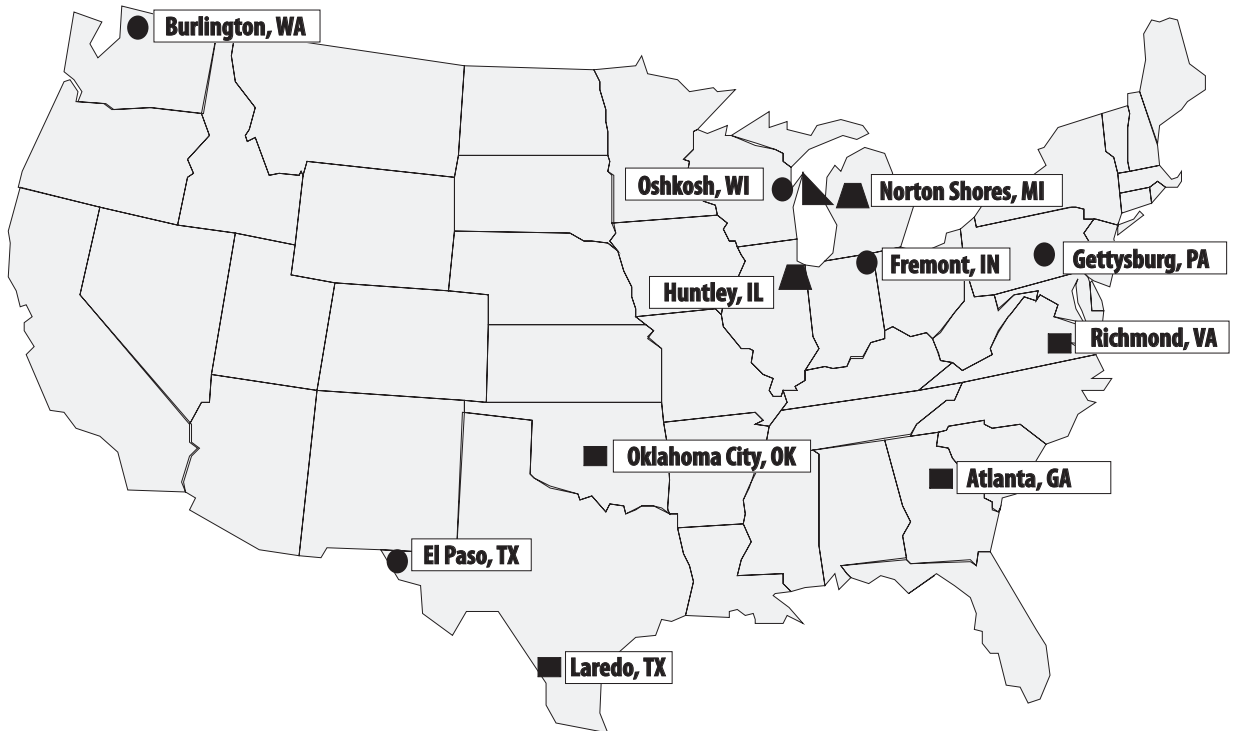 Burlington, WA
Oshkosh, WI
Norton Shores, MI
Gettysburg, PA
Fremont, IN
Huntley, IL
Richmond, VA
Oklahoma City, OK
Atlanta, GA
El Paso, TX
Laredo, TX